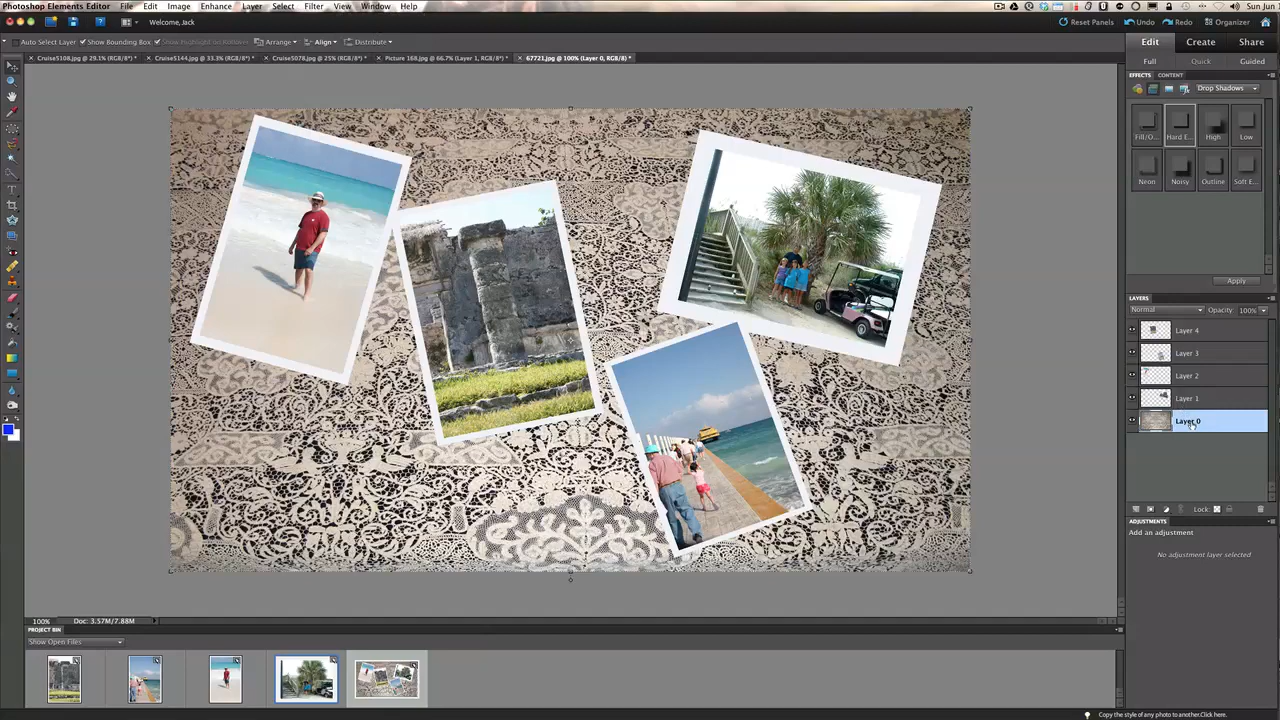 Photoshop Elements Editor File Edit Image Enhance Layer Select Filter View Window Help Sun Jun
Welcome, Jack Reset Panels Undo Redo Organizer
Auto Select Layer Show Bounding Box Show Highlight on Rollover Arrange Align Distribute
Edit Create Share
Cruise5108.jpg @ 29.1% (RGB/8)* Cruise5144.jpg @ 33.3% (RGB/8*) * Cruise5078.jpg @ 25% (RGB/8*) * Picture 168.jpg @ 66.7% (Layer 1, RGB/8*) * 67721.jpg @ 100% (Layer 0, RGB/8) *
Full Quick Guided
EFFECTS CONTENT
Drop Shadows
Fill/O... Hard E... High Low
Neon Noisy Outline Soft E...
Apply
LAYERS
Normal Opacity: 100%
Layer 4
Layer 3
Layer 2
Layer 1
Layer 0
Lock:
ADJUSTMENTS
Add an adjustment
No adjustment layer selected
100% Doc: 3.57M/7.88M
PROJECT BIN
Show Open Files
Copy the style of any photo to another.Click here.